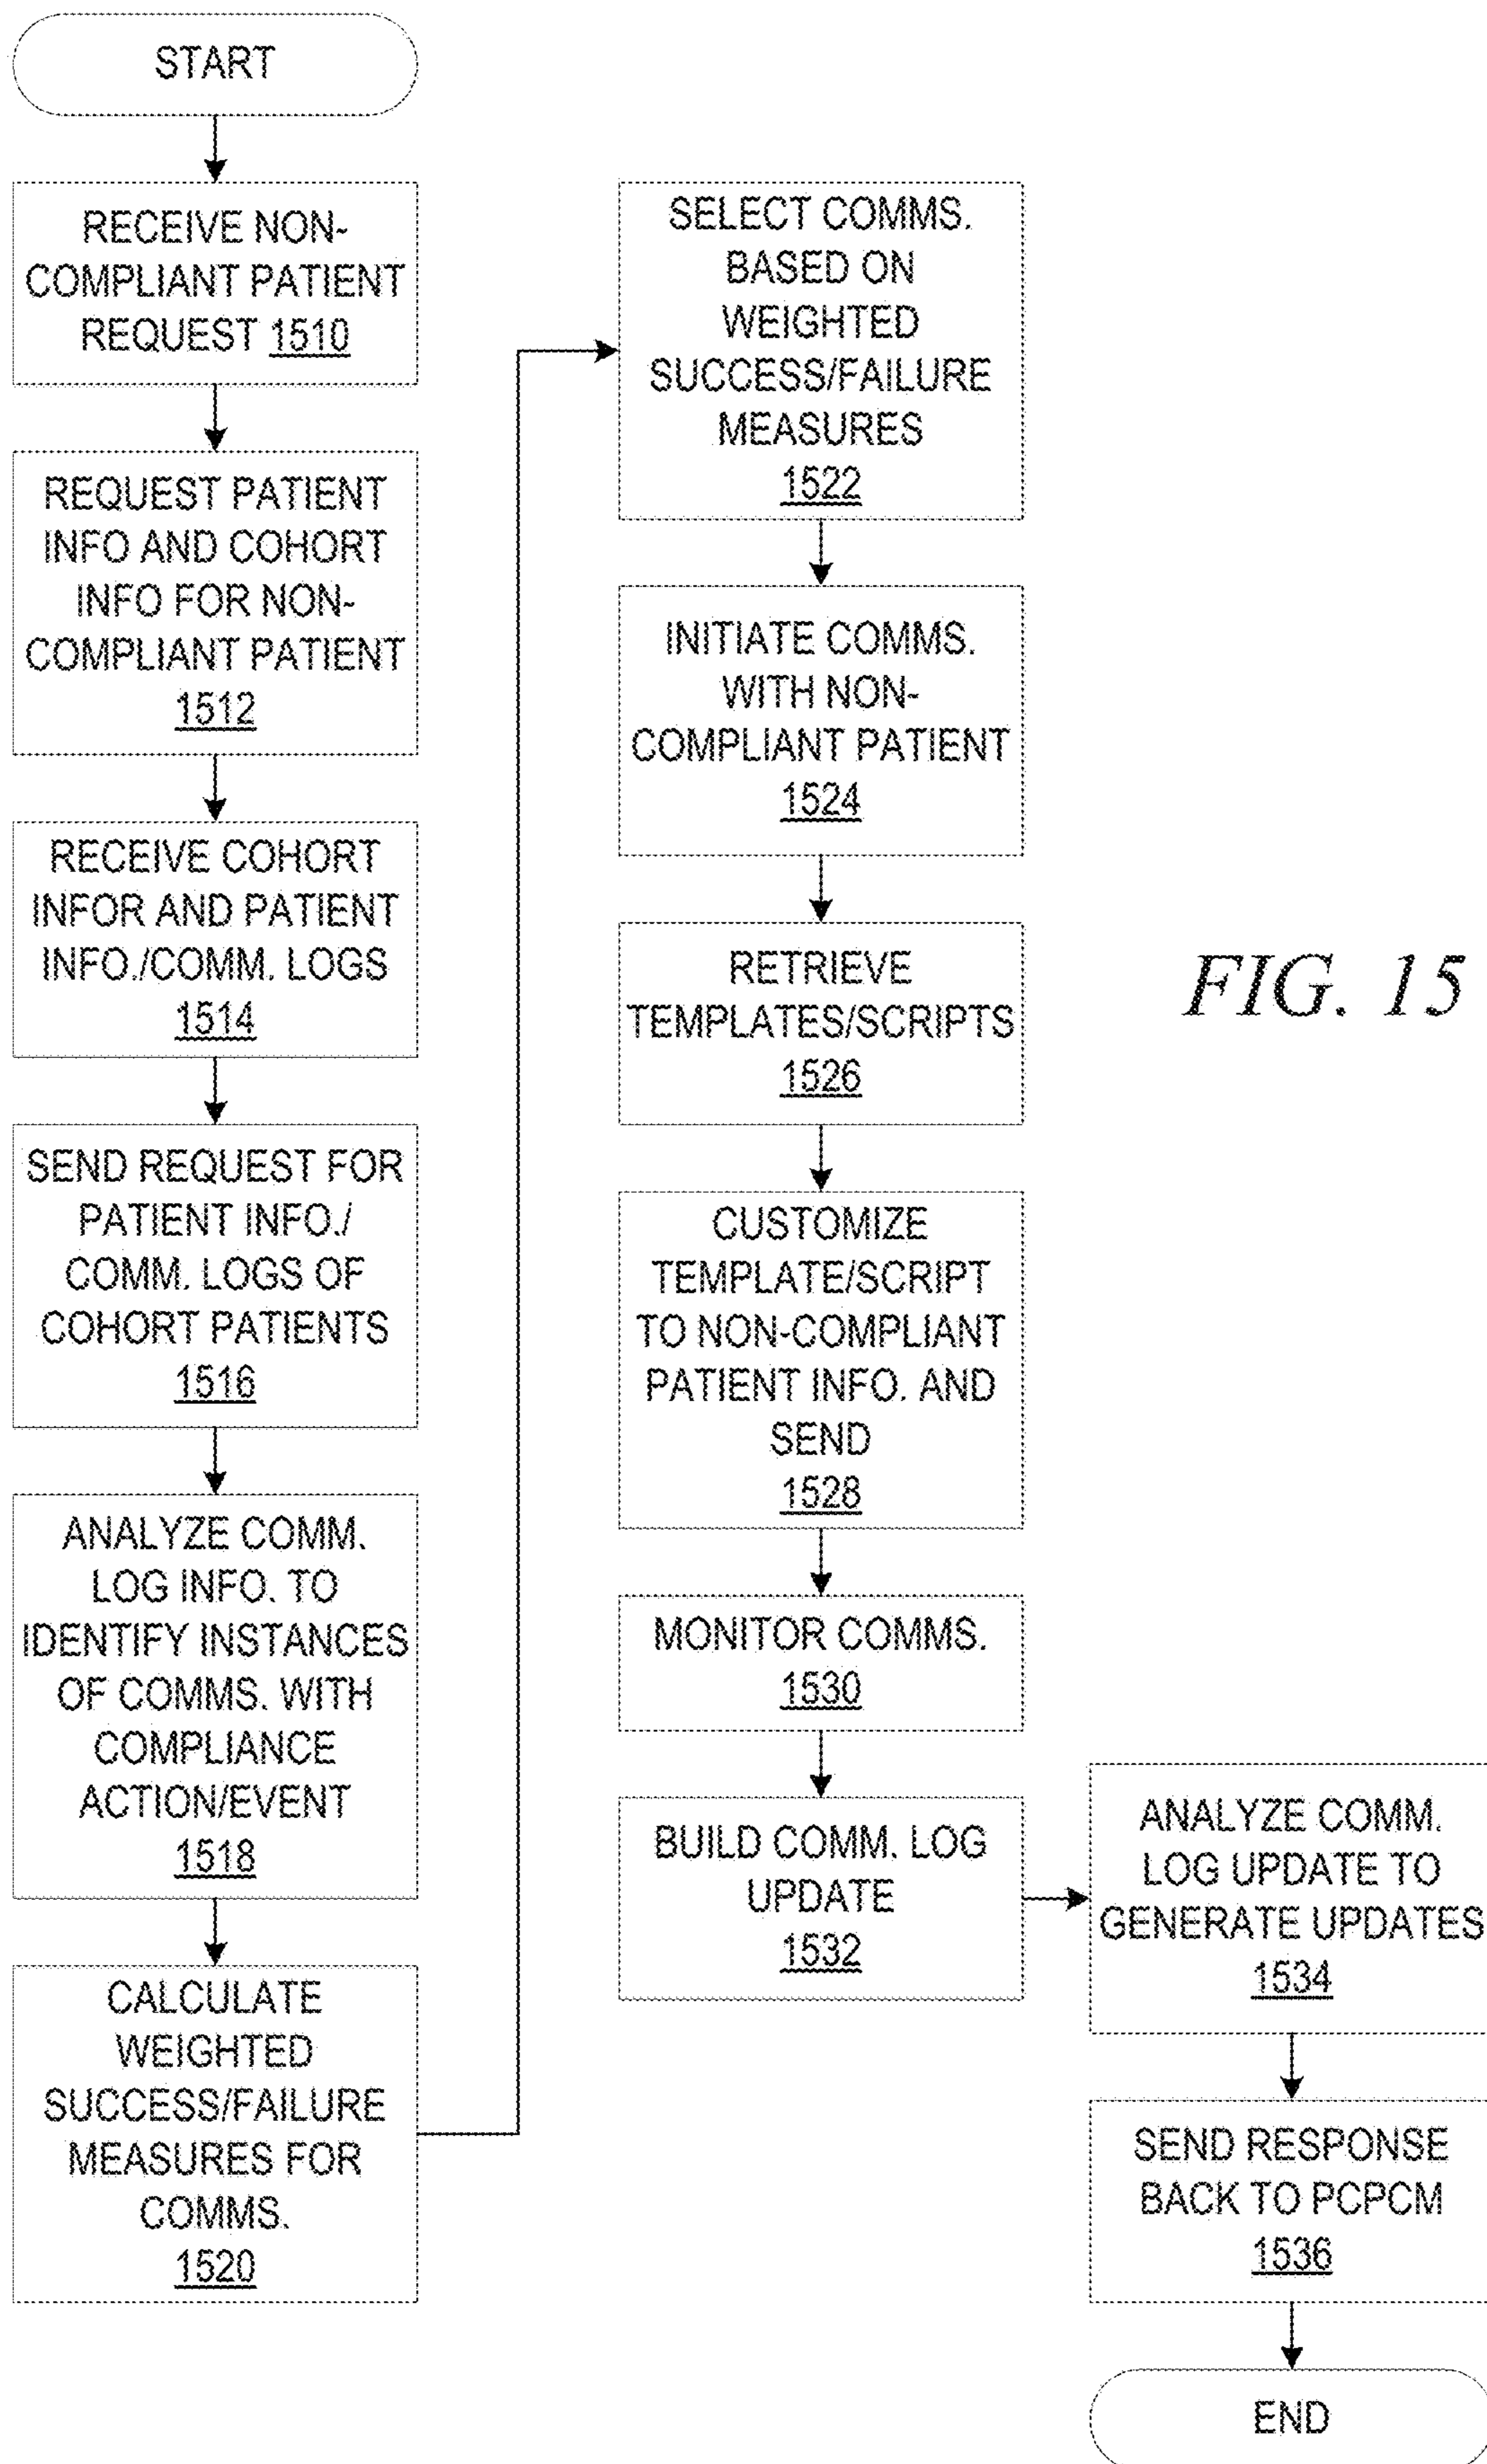 START
RECEIVE NON-
COMPLIANT PATIENT
REQUEST 1510
REQUEST PATIENT
INFO AND COHORT
INFO FOR NON-
COMPLIANT PATIENT
1512
RECEIVE COHORT
INFOR AND PATIENT
INFO./COMM. LOGS
1514
SEND REQUEST FOR
PATIENT INFO./
COMM. LOGS OF
COHORT PATIENTS
1516
ANALYZE COMM.
LOG INFO. TO
IDENTIFY INSTANCES
OF COMMS. WITH
COMPLIANCE
ACTION/EVENT
1518
CALCULATE
WEIGHTED
SUCCESS/FAILURE
MEASURES FOR
COMMS.
1520
SELECT COMMS.
BASED ON
WEIGHTED
SUCCESS/FAILURE
MEASURES
1522
INITIATE COMMS.
WITH NON-
COMPLIANT PATIENT
1524
RETRIEVE
TEMPLATES/SCRIPTS
1526
CUSTOMIZE
TEMPLATE/SCRIPT
TO NON-COMPLIANT
PATIENT INFO. AND
SEND
1528
MONITOR COMMS.
1530
BUILD COMM. LOG
UPDATE
1532
ANALYZE COMM.
LOG UPDATE TO
GENERATE UPDATES
1534
SEND RESPONSE
BACK TO PCPCM
1536
END
FIG. 15